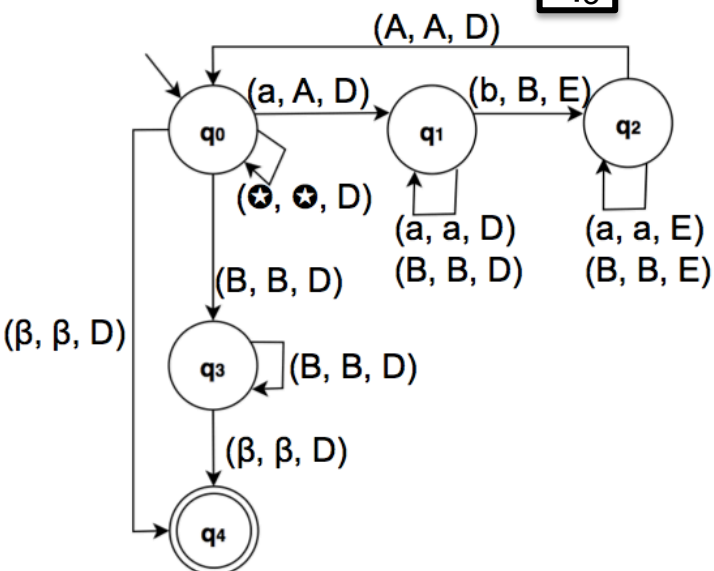 (A, A, D)
(a, A, D)
(b, B, E)
q0
q1
q2
(✪, ✪, D)
(a, a, D)
(a, a, E)
(B, B, D)
(B, B, D)
(B, B, E)
(β, β, D)
q3
(B, B, D)
(β, β, D)
q4